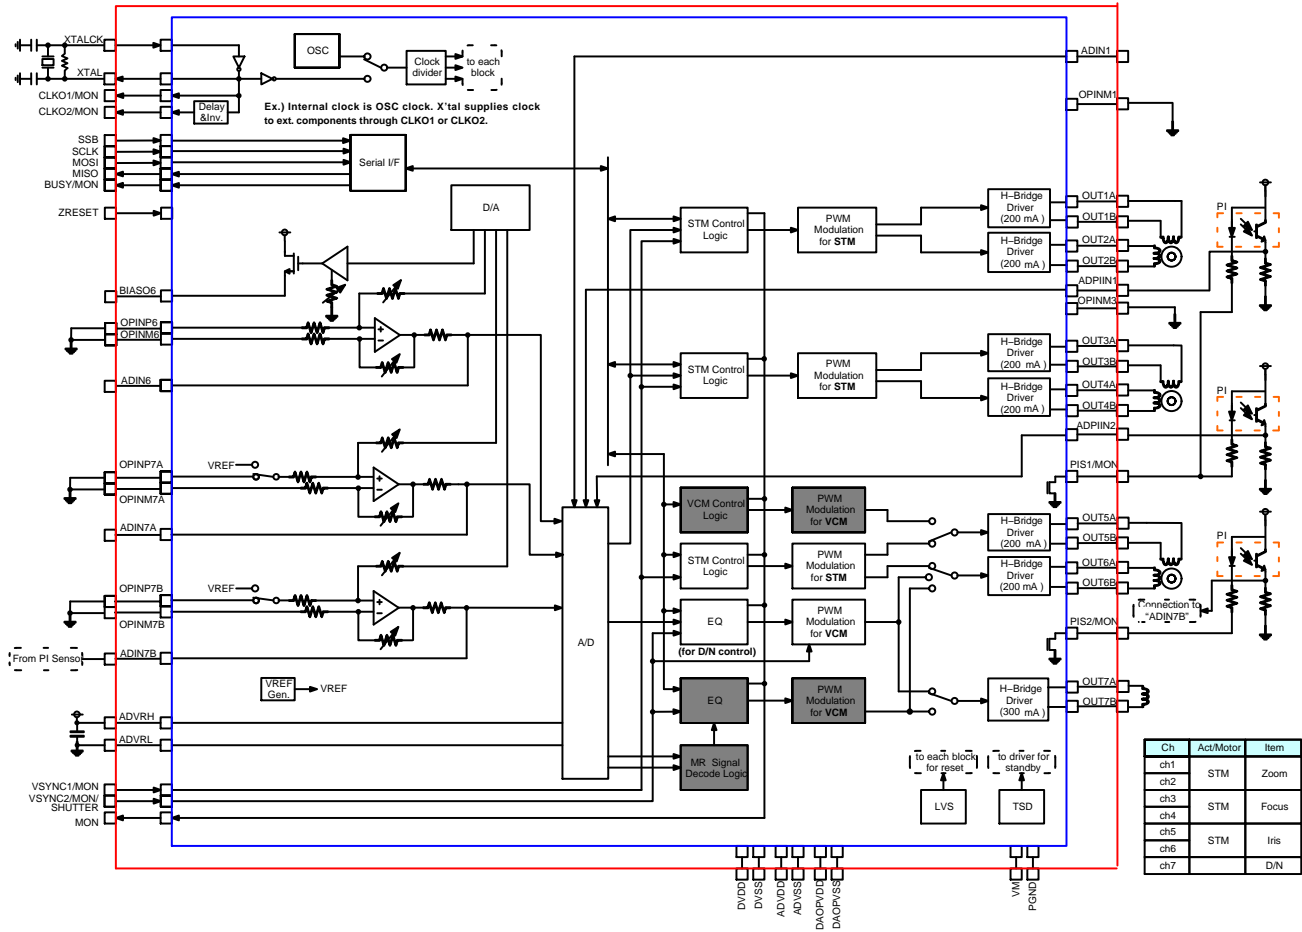 XTALCK
XTAL
CLKO1/MON
CLKO2/MON
SSB
SCLK
MOSI
MISO
BUSY/MON
ZRESET
BIASO6
OPINP6
OPINM6
ADIN6
OPINP7A
OPINM7A
ADIN7A
OPINP7B
OPINM7B
From PI Senso
ADIN7B
ADVRH
ADVRL
VSYNC1/MON
VSYNC2/MON/
SHUTTER
MON
OSC
Clock
divider
to each
block
Delay
&Inv.
Ex.) Internal clock is OSC clock. X'tal supplies clock
to ext. components through CLKO1 or CLKO2.
Serial I/F
D/A
VREF
VREF
VREF
Gen.
VREF
A/D
STM Control
Logic
PWM
Modulation
for STM
H–Bridge
Driver
(200 mA )
H–Bridge
Driver
(200 mA )
STM Control
Logic
PWM
Modulation
for STM
H–Bridge
Driver
(200 mA )
H–Bridge
Driver
(200 mA )
VCM Control
Logic
PWM
Modulation
for VCM
STM Control
Logic
PWM
Modulation
for STM
H–Bridge
Driver
(200 mA )
H–Bridge
Driver
(200 mA )
EQ
(for D/N control)
PWM
Modulation
for VCM
EQ
PWM
Modulation
for VCM
H–Bridge
Driver
(300 mA )
MR Signal
Decode Logic
to each block
for reset
LVS
to driver for
standby
TSD
ADIN1
OPINM1
OUT1A
OUT1B
OUT2A
OUT2B
ADPIIN1
OPINM3
OUT3A
OUT3B
OUT4A
OUT4B
ADPIIN2
PIS1/MON
OUT5A
OUT5B
OUT6A
OUT6B
PIS2/MON
OUT7A
OUT7B
PI
PI
PI
Connection to
“ADIN7B”
DVDD
DVSS
ADVDD
ADVSS
DAOPVDD
DAOPVSS
VM
PGND
Ch Act/Motor Item
ch1
ch2
STM Zoom
ch3
ch4
STM Focus
ch5
ch6
STM Iris
ch7 D/N